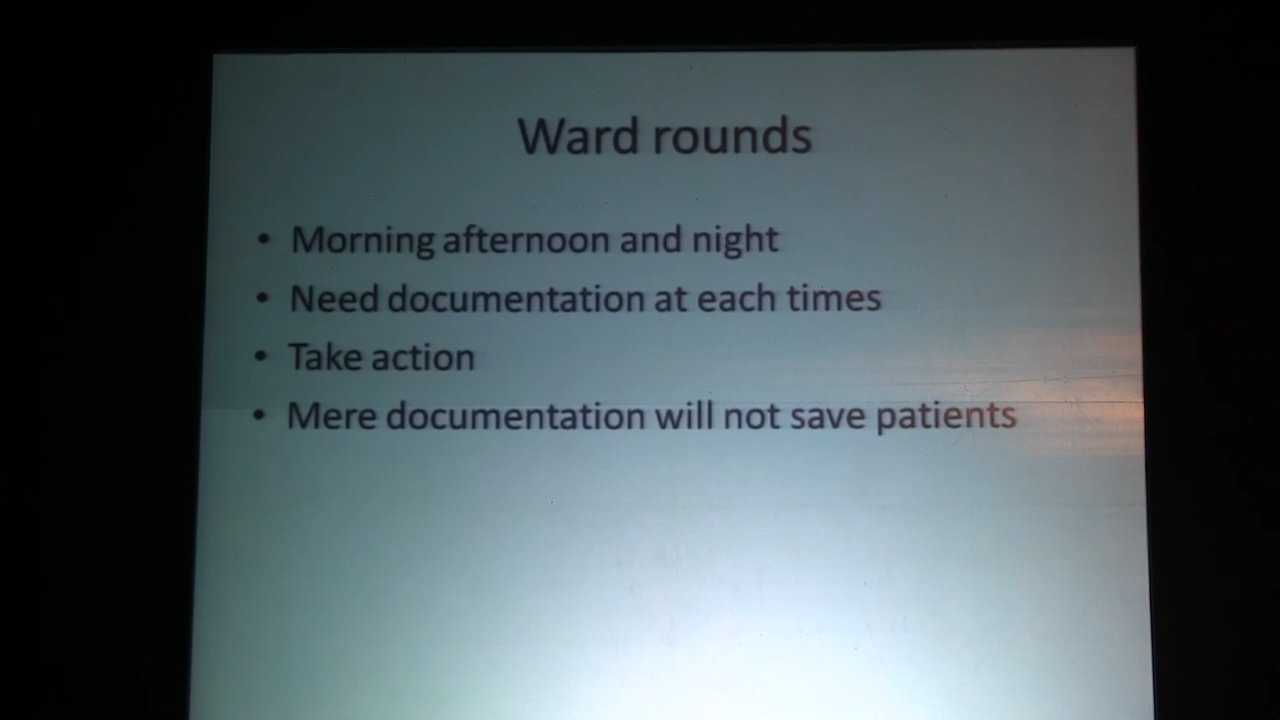 Ward rounds
• Morning afternoon and night
• Need documentation at each times
• Take action
• Mere documentation will not save patients